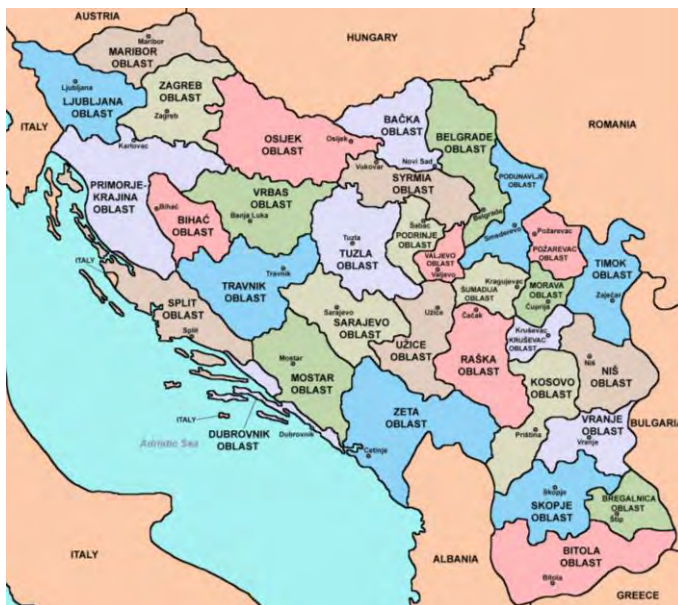 AUSTRIA
HUNGARY
Maribor
MARIBOR
OBLAST
Ljubljana
LJUBLJANA
OBLAST
ZAGREB
OBLAST
Zagreb
ITALY
ROMANIA
Karlovac
OSIJEK
OBLAST
Osijek
BAČKA
OBLAST
Novi Sad
BELGRADE
OBLAST
Belgrade
Vukovar
SYRMIA
OBLAST
PODUNAVLJE
OBLAST
Smederevo
PRIMORJE-
KRAJINA
OBLAST
Bihać
BIHAĆ
OBLAST
VRBAS
OBLAST
Banja Luka
Tuzla
TUZLA
OBLAST
Šabac
PODRINJE
OBLAST
VALJEVO
OBLAST
Valjevo
Požarevac
POŽAREVAC
OBLAST
TIMOK
OBLAST
Zaječar
ITALY
SPLIT
OBLAST
Split
TRAVNIK
OBLAST
Travnik
Sarajevo
SARAJEVO
OBLAST
Užice
UŽICE
OBLAST
Kragujevac
ŠUMADIJA
OBLAST
Čačak
RAŠKA
OBLAST
MORAVA
OBLAST
Ćuprija
Kruševac
KRUŠEVAC
OBLAST
Niš
NIŠ
OBLAST
Mostar
MOSTAR
OBLAST
KOSOVO
OBLAST
Priština
ZETA
OBLAST
Cetinje
VRANJE
OBLAST
Vranje
BULGARIA
ITALY
Adriatic Sea
DUBROVNIK
OBLAST
Dubrovnik
Skopje
SKOPJE
OBLAST
BREGALNICA
OBLAST
Štip
BITOLA
OBLAST
Bitola
ITALY
ALBANIA
GREECE